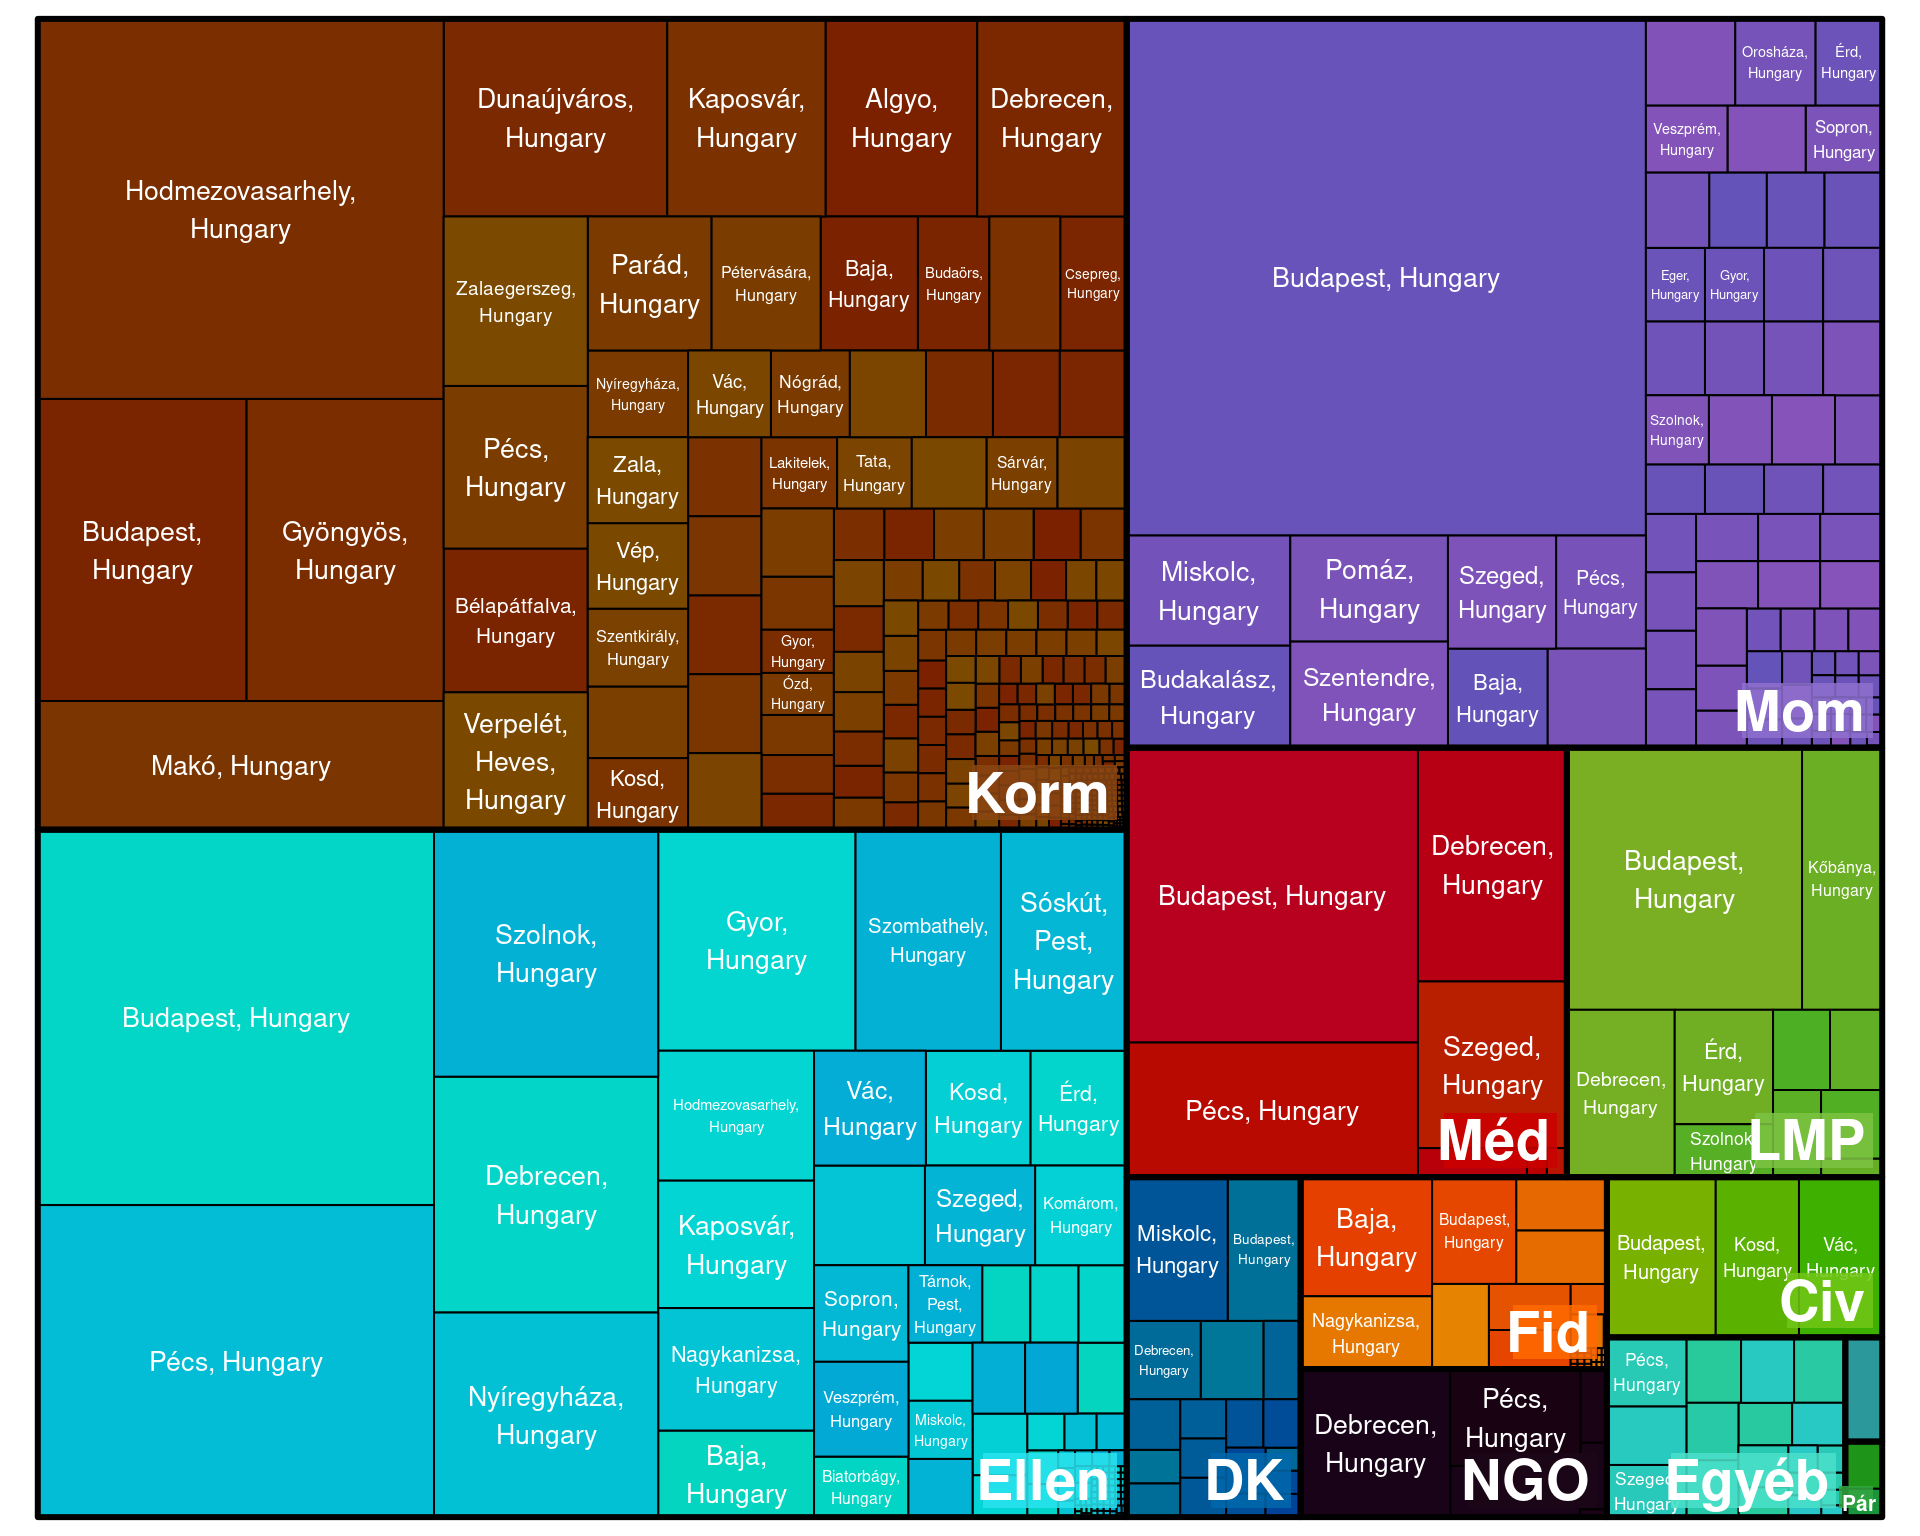 Hodmezovasarhely,
Hungary
Budapest,
Hungary
Gyöngyös,
Hungary
Makó, Hungary
Dunaújváros,
Hungary
Kaposvár,
Hungary
Algyo,
Hungary
Debrecen,
Hungary
Zalaegerszeg,
Hungary
Parád,
Hungary
Pétervására,
Hungary
Baja,
Hungary
Budaörs,
Hungary
Csepreg,
Hungary
Nyíregyháza,
Hungary
Vác,
Hungary
Nógrád,
Hungary
Pécs,
Hungary
Zala,
Hungary
Lakitelek,
Hungary
Tata,
Hungary
Sárvár,
Hungary
Vép,
Hungary
Bélapátfalva,
Hungary
Szentkirály,
Hungary
Gyor,
Hungary
Ózd,
Hungary
Verpelét,
Heves,
Hungary
Kosd,
Hungary
Korm
Budapest, Hungary
Orosháza,
Hungary
Érd,
Hungary
Veszprém,
Hungary
Sopron,
Hungary
Eger,
Hungary
Gyor,
Hungary
Szolnok,
Hungary
Miskolc,
Hungary
Pomáz,
Hungary
Szeged,
Hungary
Pécs,
Hungary
Budakalász,
Hungary
Szentendre,
Hungary
Baja,
Hungary
Mom
Budapest, Hungary
Pécs, Hungary
Szolnok,
Hungary
Debrecen,
Hungary
Nyíregyháza,
Hungary
Gyor,
Hungary
Szombathely,
Hungary
Sóskút,
Pest,
Hungary
Hodmezovasarhely,
Hungary
Vác,
Hungary
Kosd,
Hungary
Érd,
Hungary
Kaposvár,
Hungary
Szeged,
Hungary
Komárom,
Hungary
Sopron,
Hungary
Tárnok,
Pest,
Hungary
Nagykanizsa,
Hungary
Veszprém,
Hungary
Miskolc,
Hungary
Baja,
Hungary
Biatorbágy,
Hungary
Ellen
Budapest, Hungary
Debrecen,
Hungary
Pécs, Hungary
Szeged,
Hungary
Méd
Budapest,
Hungary
Kőbánya,
Hungary
Debrecen,
Hungary
Érd,
Hungary
Szolnok,
Hungary
LMP
Miskolc,
Hungary
Budapest,
Hungary
Debrecen,
Hungary
DK
Baja,
Hungary
Budapest,
Hungary
Nagykanizsa,
Hungary
Fid
Debrecen,
Hungary
Pécs,
Hungary
NGO
Budapest,
Hungary
Kosd,
Hungary
Vác,
Hungary
Civ
Pécs,
Hungary
Szeged,
Hungary
Egyéb
Pár